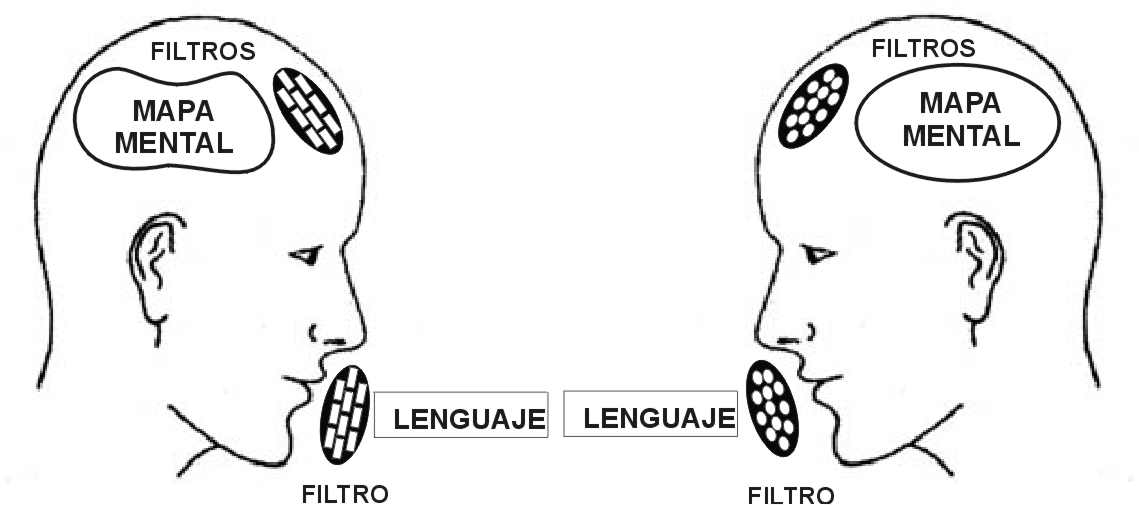 FILTROS
MAPA
MENTAL
LENGUAJE
FILTRO
FILTROS
MAPA
MENTAL
LENGUAJE
FILTRO